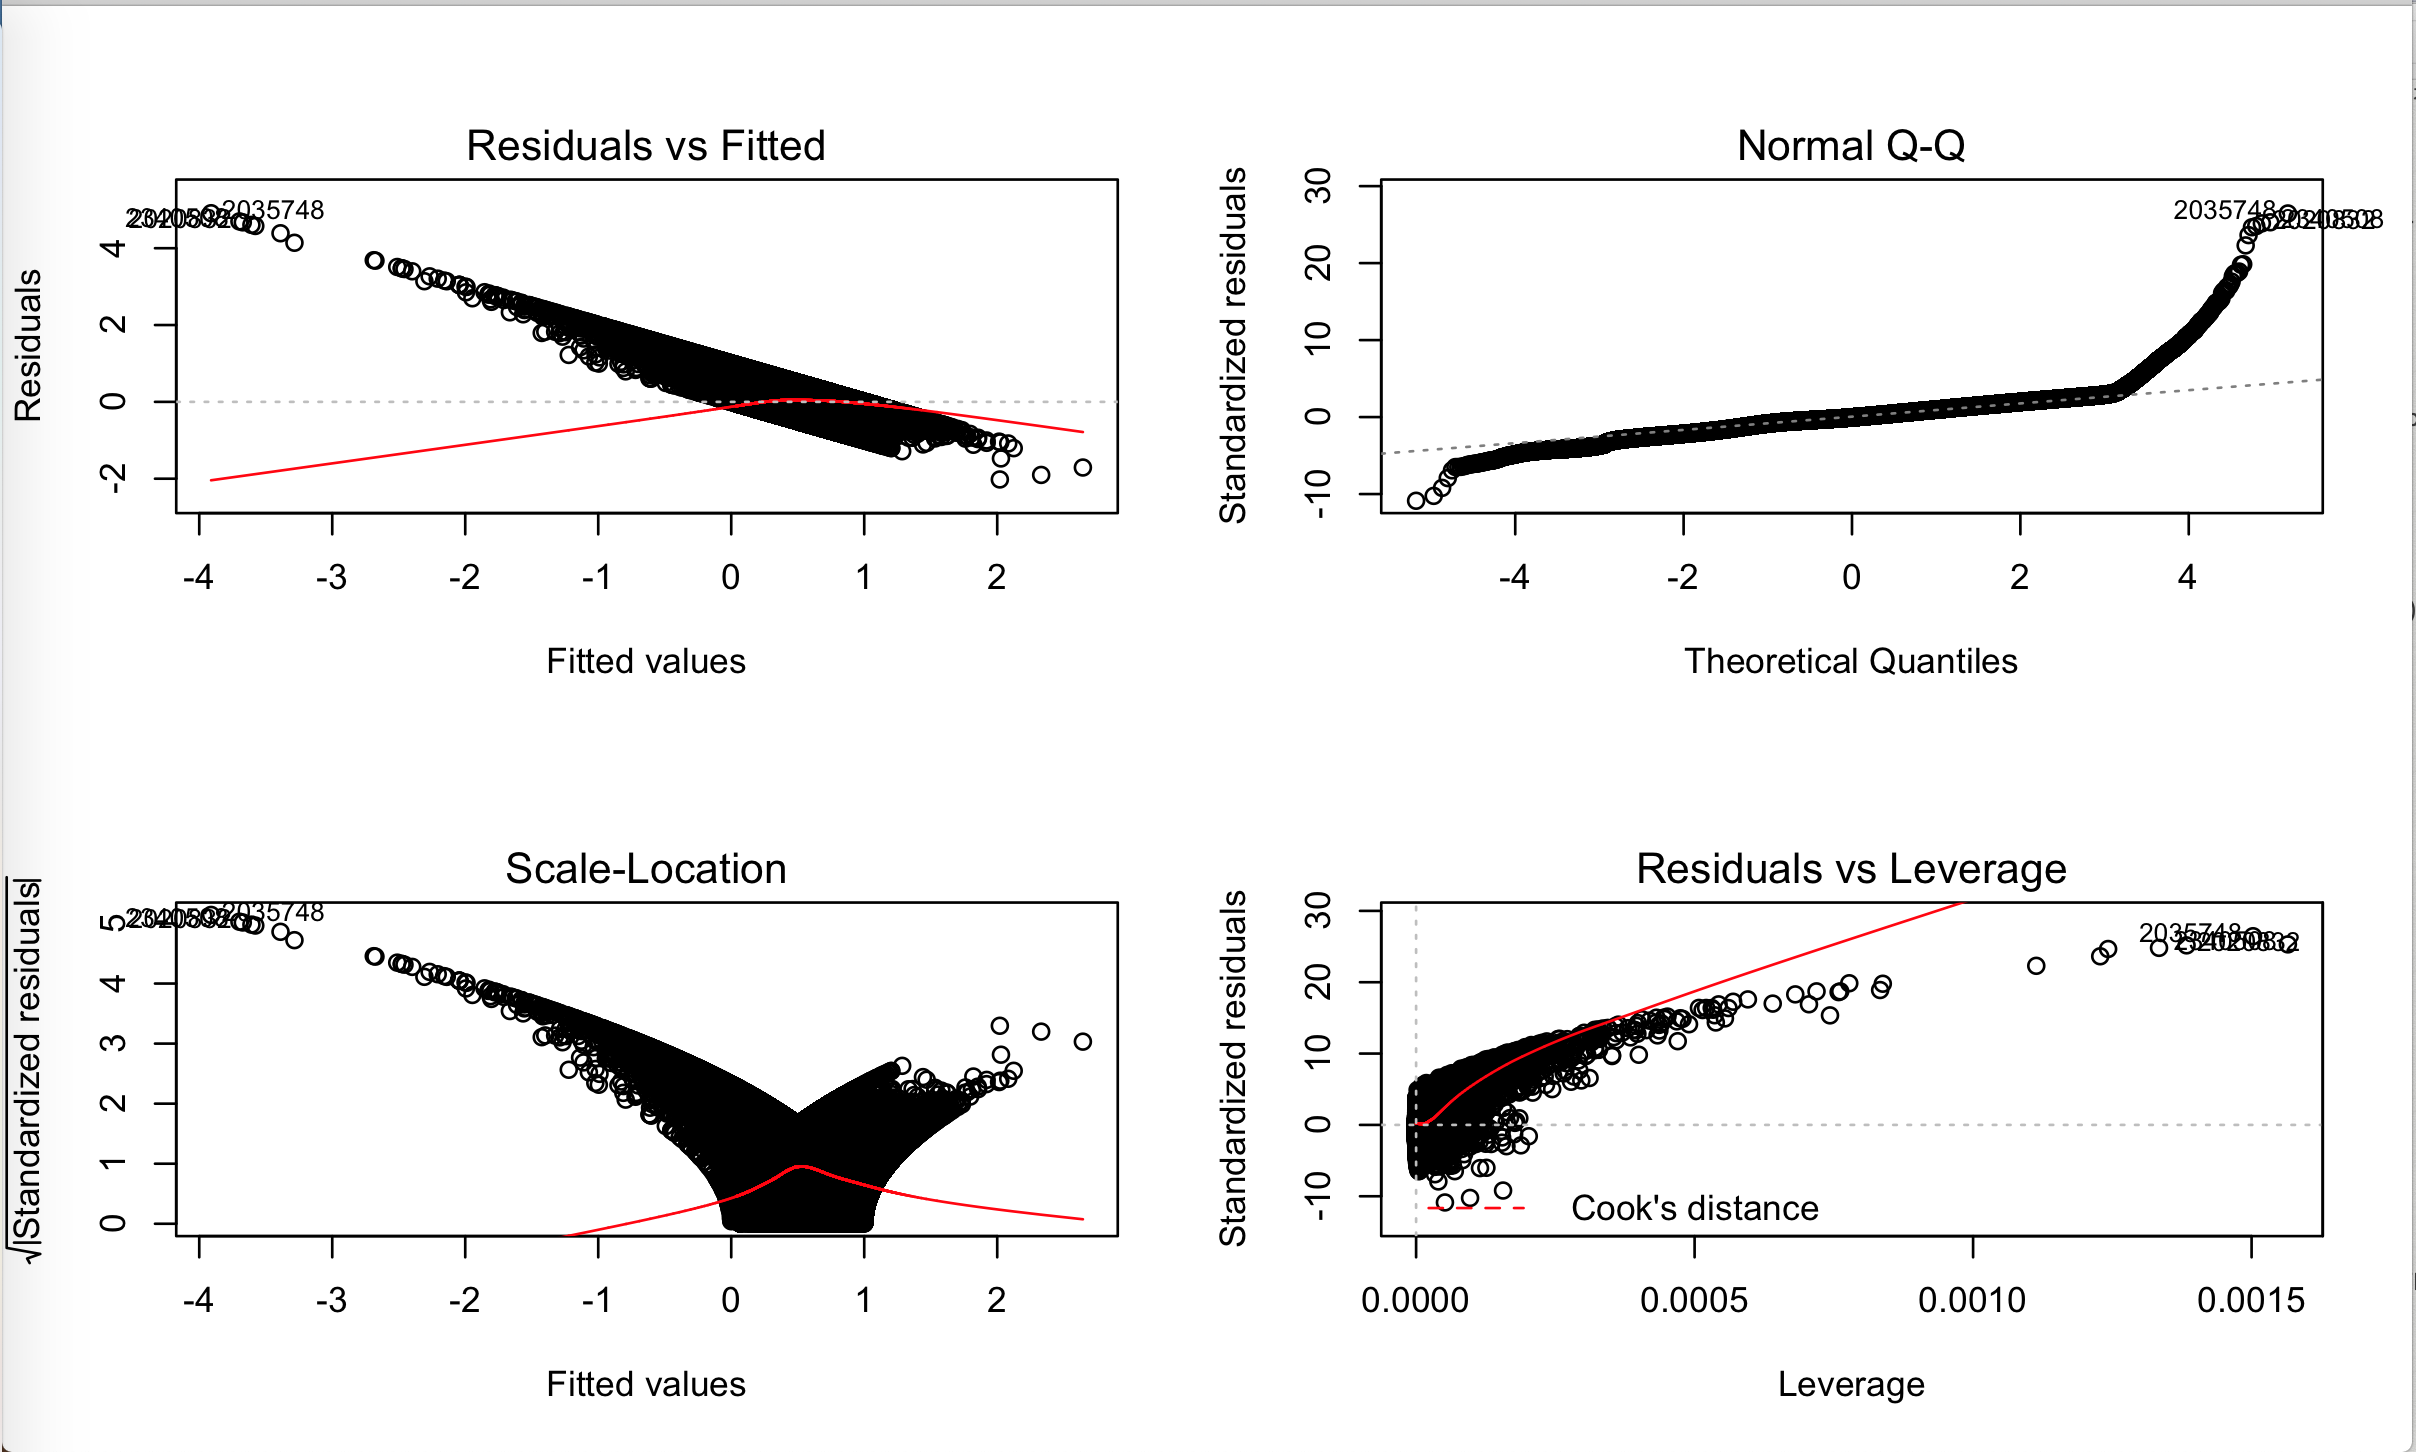 Residuals vs Fitted
Residuals
2035748
4
2
0
-2
-4 -3 -2 -1 0 1 2
Fitted values
Normal Q-Q
Standardized residuals
2035748
30
20
10
0
-10
-4 -2 0 2 4
Theoretical Quantiles
Scale-Location
√|Standardized residuals|
2035748
5
4
3
2
1
0
-4 -3 -2 -1 0 1 2
Fitted values
Residuals vs Leverage
Standardized residuals
2035748
30
20
10
0
-10
Cook's distance
0.0000 0.0005 0.0010 0.0015
Leverage